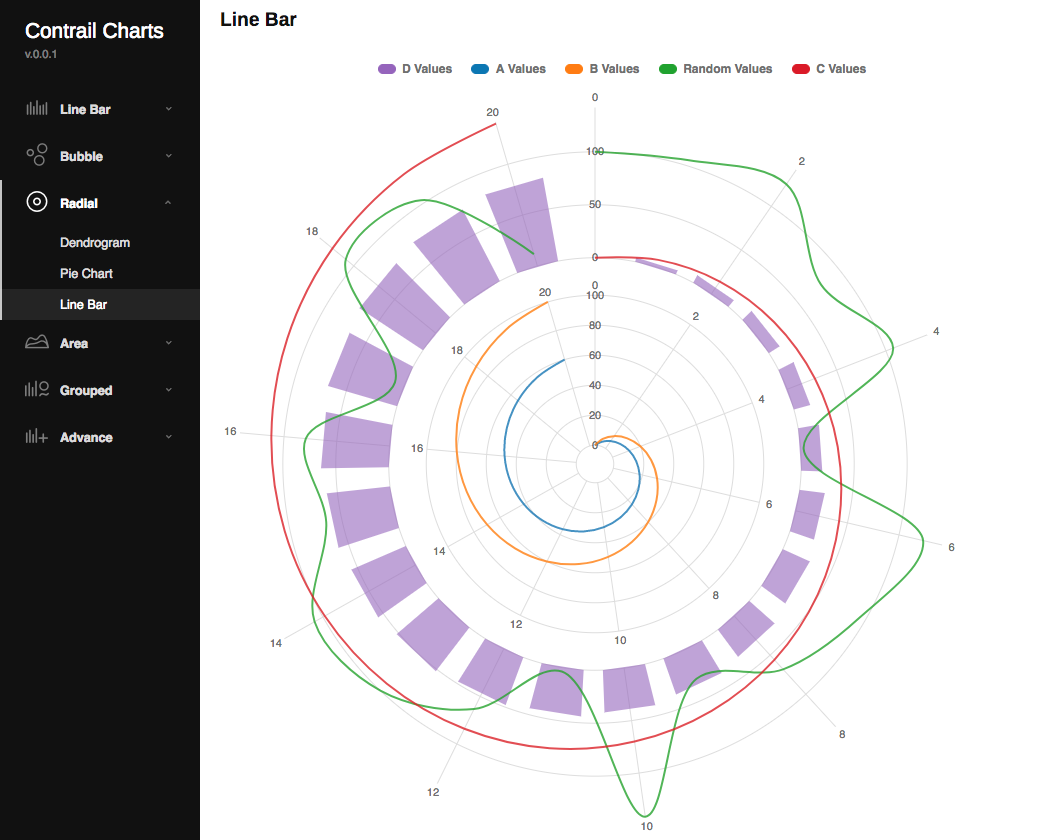 Contrail Charts
v.0.0.1
Line Bar
Bubble
Radial
Dendrogram
Pie Chart
Line Bar
Area
Grouped
Advance
Line Bar
D Values A Values B Values Random Values C Values
0
20
100
2
50
18
0
0
20
100
2
80
4
18
60
40
4
20
16
0
16
6
6
14
8
12
10
14
8
12
10